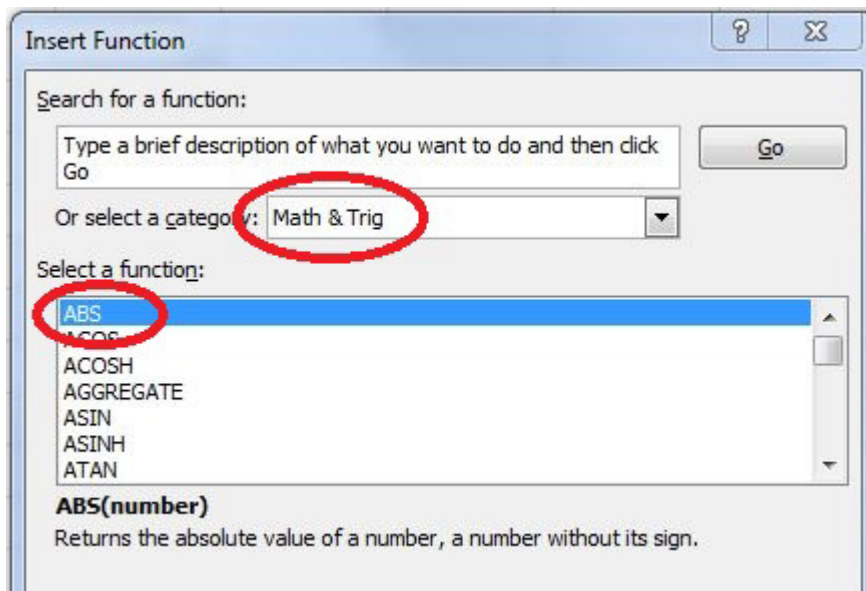 Insert Function
Search for a function:
Type a brief description of what you want to do and then click
Go
Go
Or select a category: Math & Trig
Select a function:
ABS
ACOS
ACOSH
AGGREGATE
ASIN
ASINH
ATAN
ABS(number)
Returns the absolute value of a number, a number without its sign.